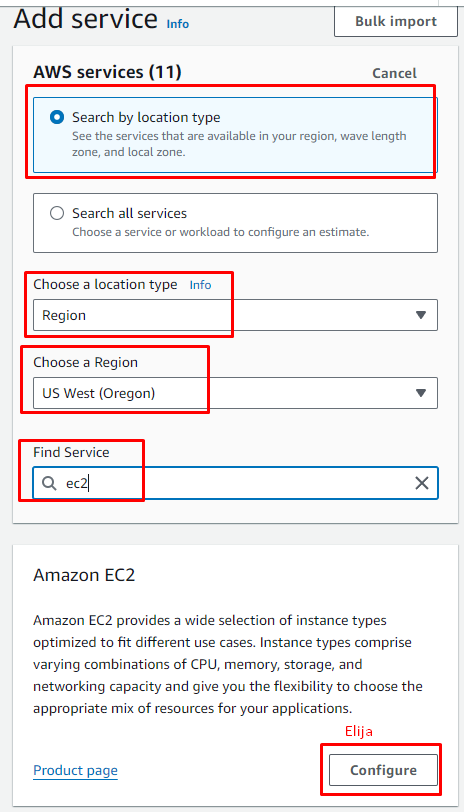 Add service Info Bulk import
AWS services (11) Cancel
Search by location type
See the services that are available in your region, wave length
zone, and local zone.
Search all services
Choose a service or workload to configure an estimate.
Choose a location type Info
Region
Choose a Region
US West (Oregon)
Find Service
ec2
Amazon EC2
Amazon EC2 provides a wide selection of instance types
optimized to fit different use cases. Instance types comprise
varying combinations of CPU, memory, storage, and
networking capacity and give you the flexibility to choose the
appropriate mix of resources for your applications.
Elija
Product page Configure